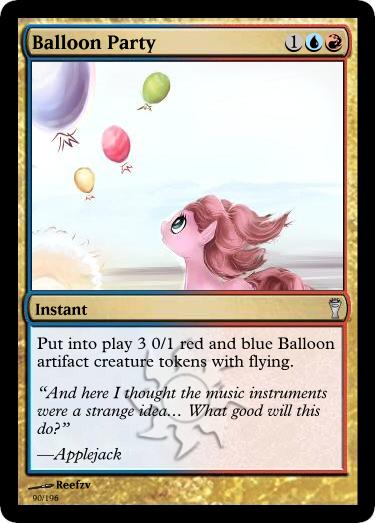 Balloon Party 1
Instant
Put into play 3 0/1 red and blue Balloon
artifact creature tokens with flying.
“And here I thought the music instruments
were a strange idea… What good will this
do?”
—Applejack
Reefzv
90/196